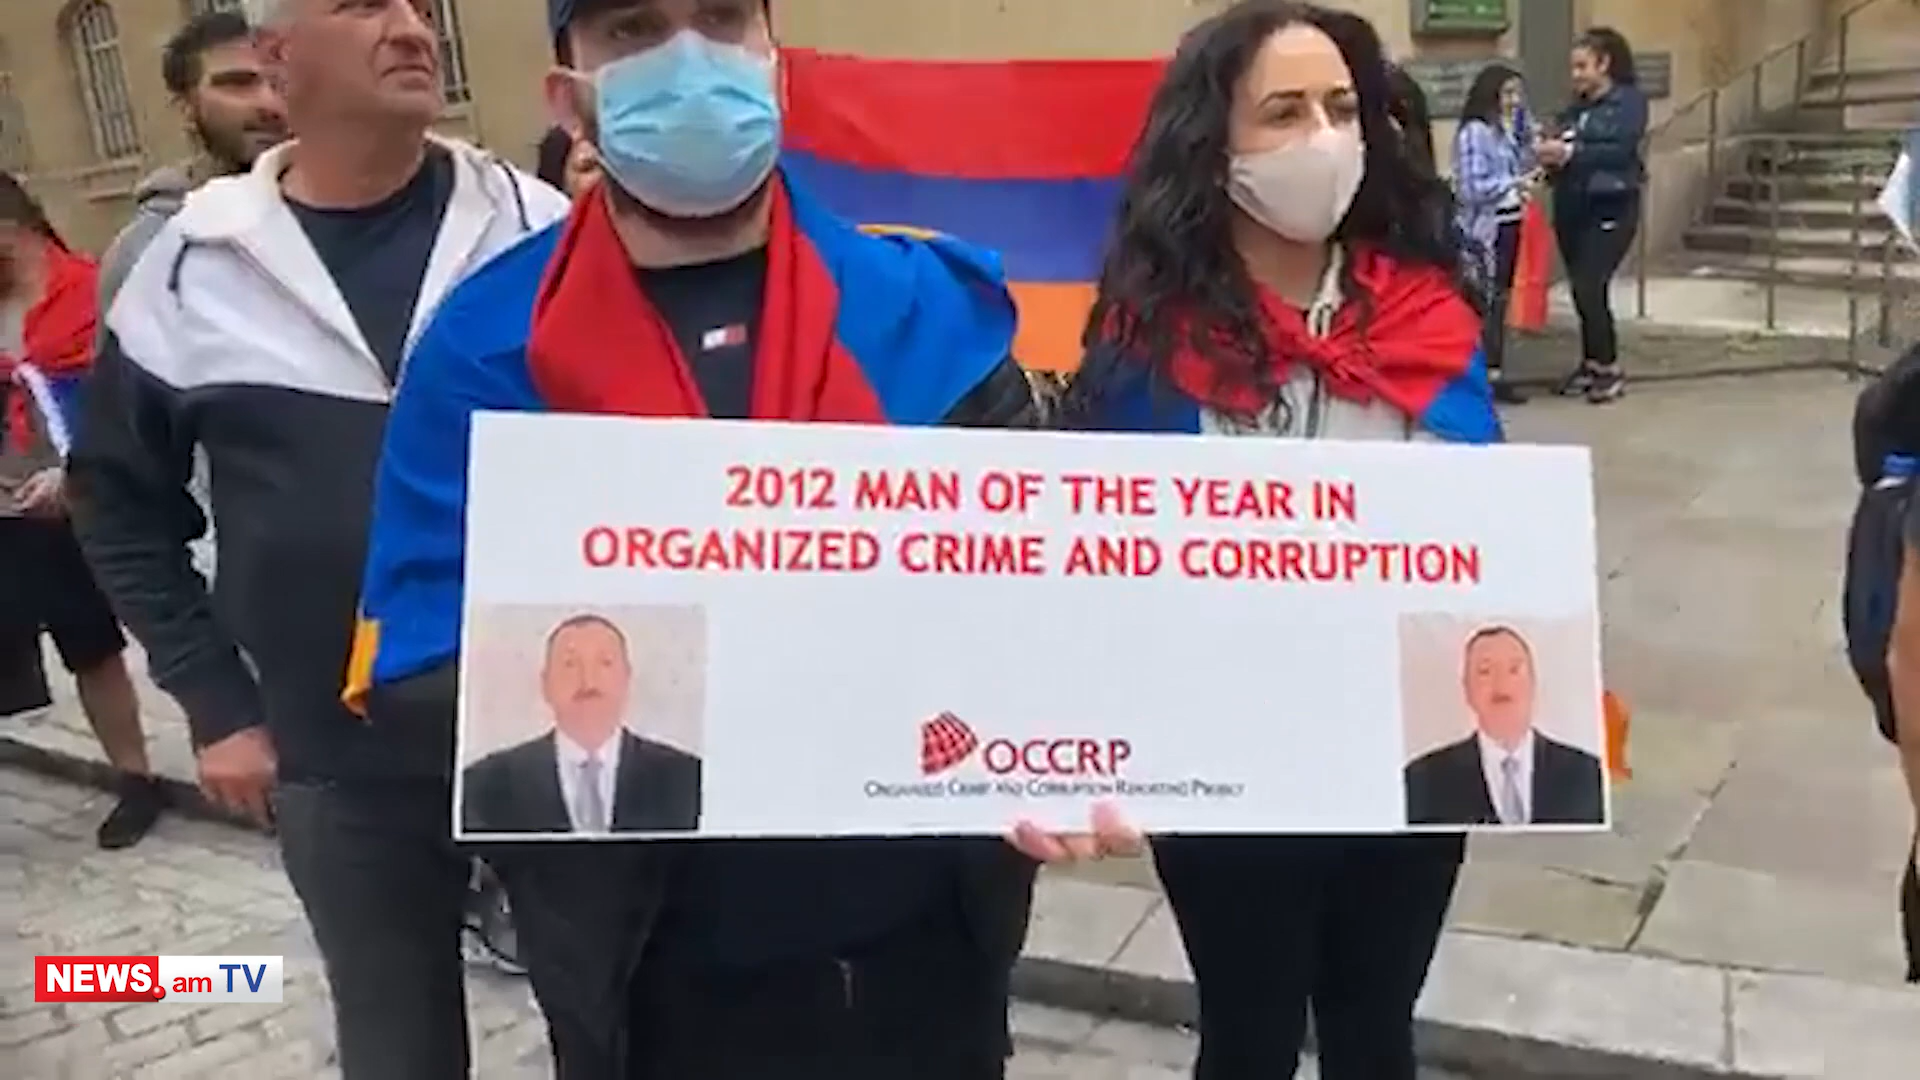 2012 MAN OF THE YEAR IN
ORGANIZED CRIME AND CORRUPTION
OCCRP
ORGANIZED CRIME AND CORRUPTION REPORTING PROJECT
NEWS.am TV